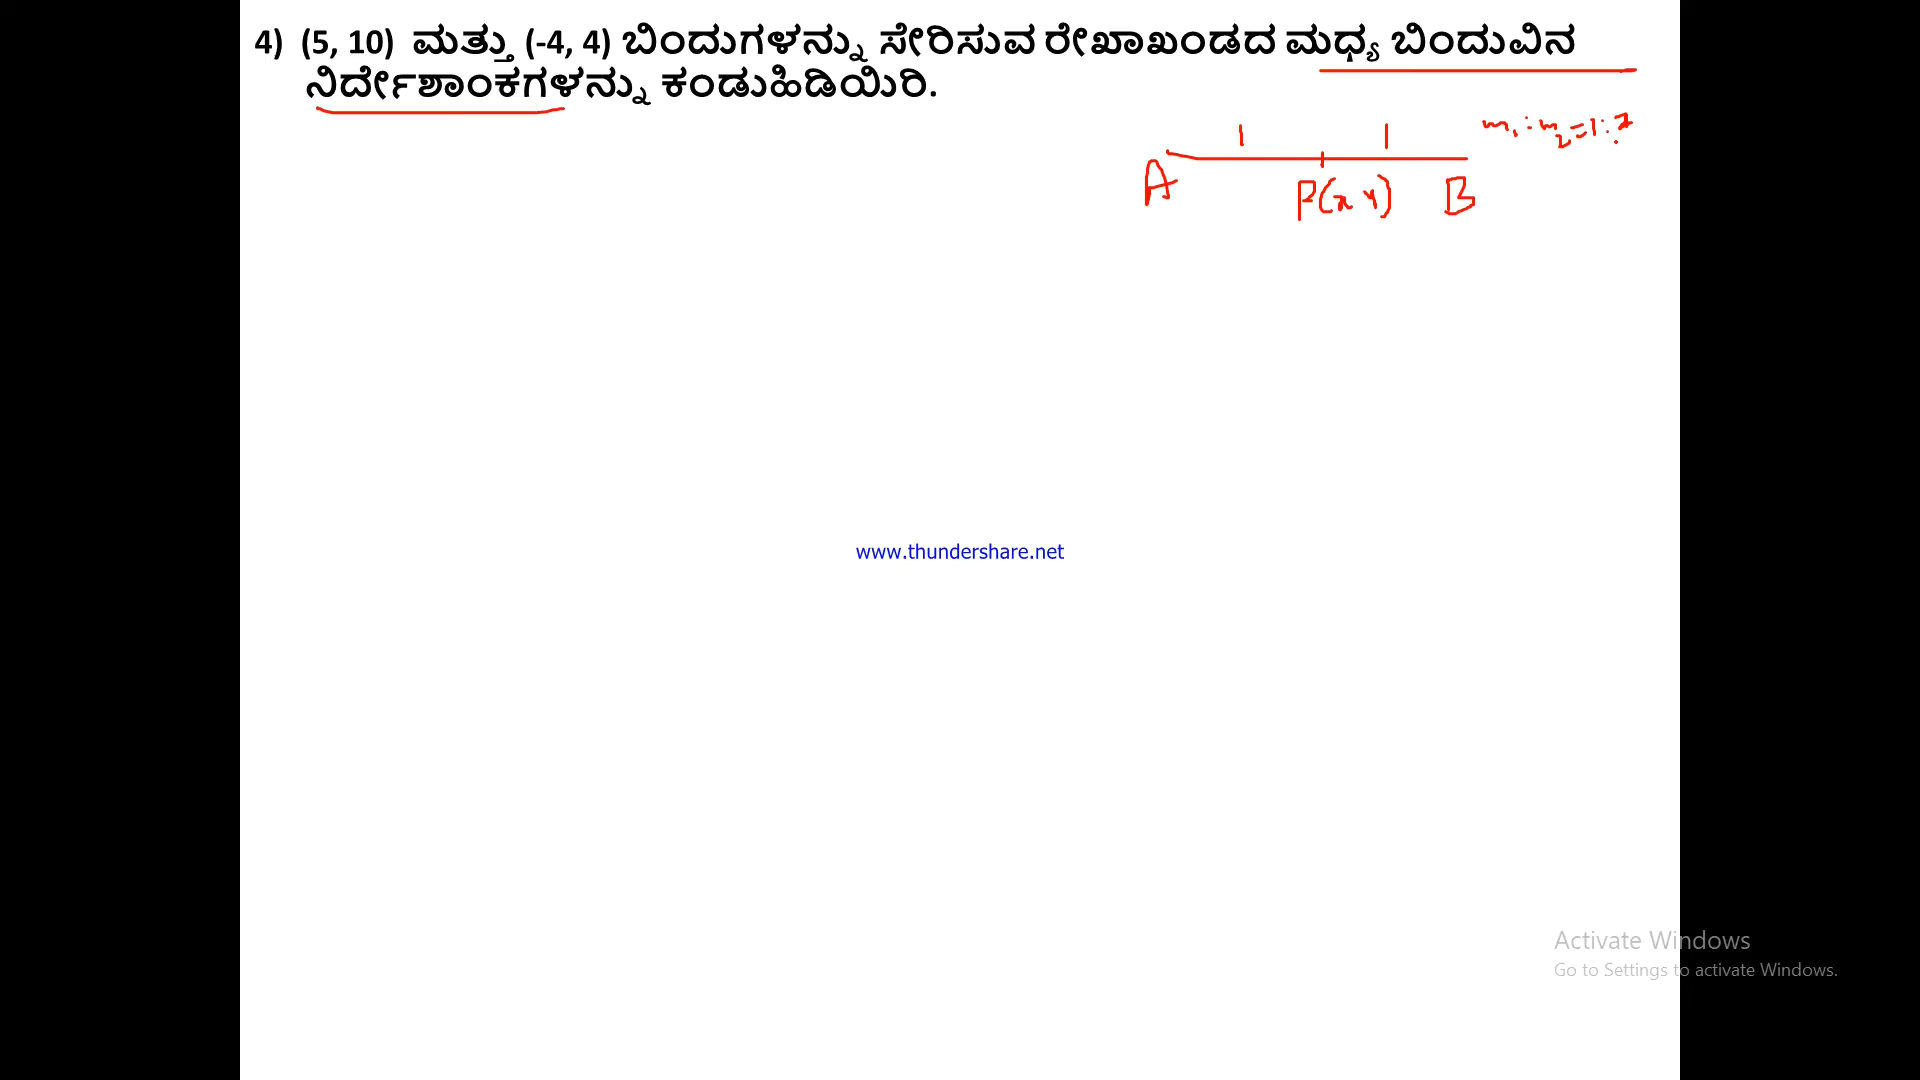 4) (5, 10) ಮತ್ತು (-4, 4) ಬಿಂದುಗಳನ್ನು ಸೇರಿಸುವ ರೇಖಾಖಂಡದ ಮಧ್ಯ ಬಿಂದುವಿನ
ನಿರ್ದೇಶಾಂಕಗಳನ್ನು ಕಂಡುಹಿಡಿಯಿರಿ.
1 1 m₁:m₂=1:
A P(x y) B
www.thundershare.net
Activate Windows
Go to Settings to activate Windows.